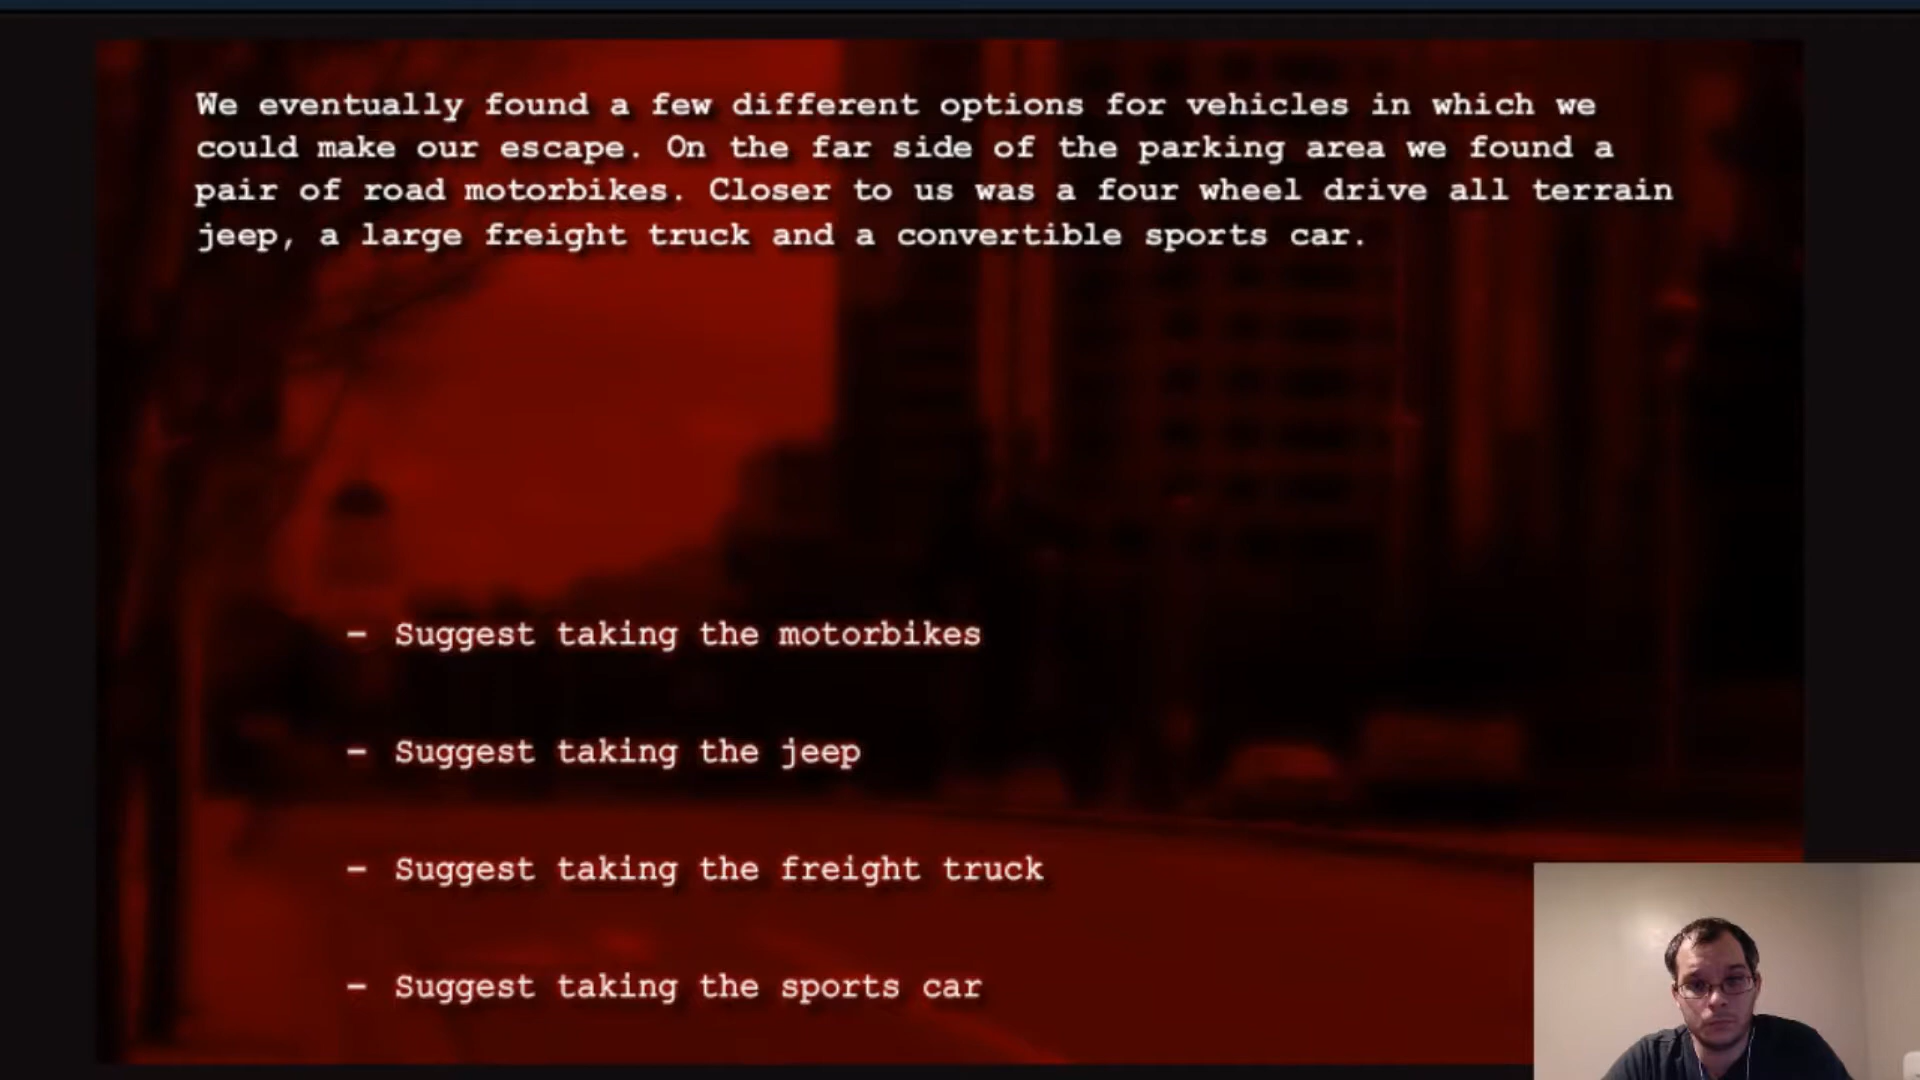 We eventually found a few different options for vehicles in which we
could make our escape. On the far side of the parking area we found a
pair of road motorbikes. Closer to us was a four wheel drive all terrain
jeep, a large freight truck and a convertible sports car.
- Suggest taking the motorbikes
- Suggest taking the jeep
- Suggest taking the freight truck
- Suggest taking the sports car